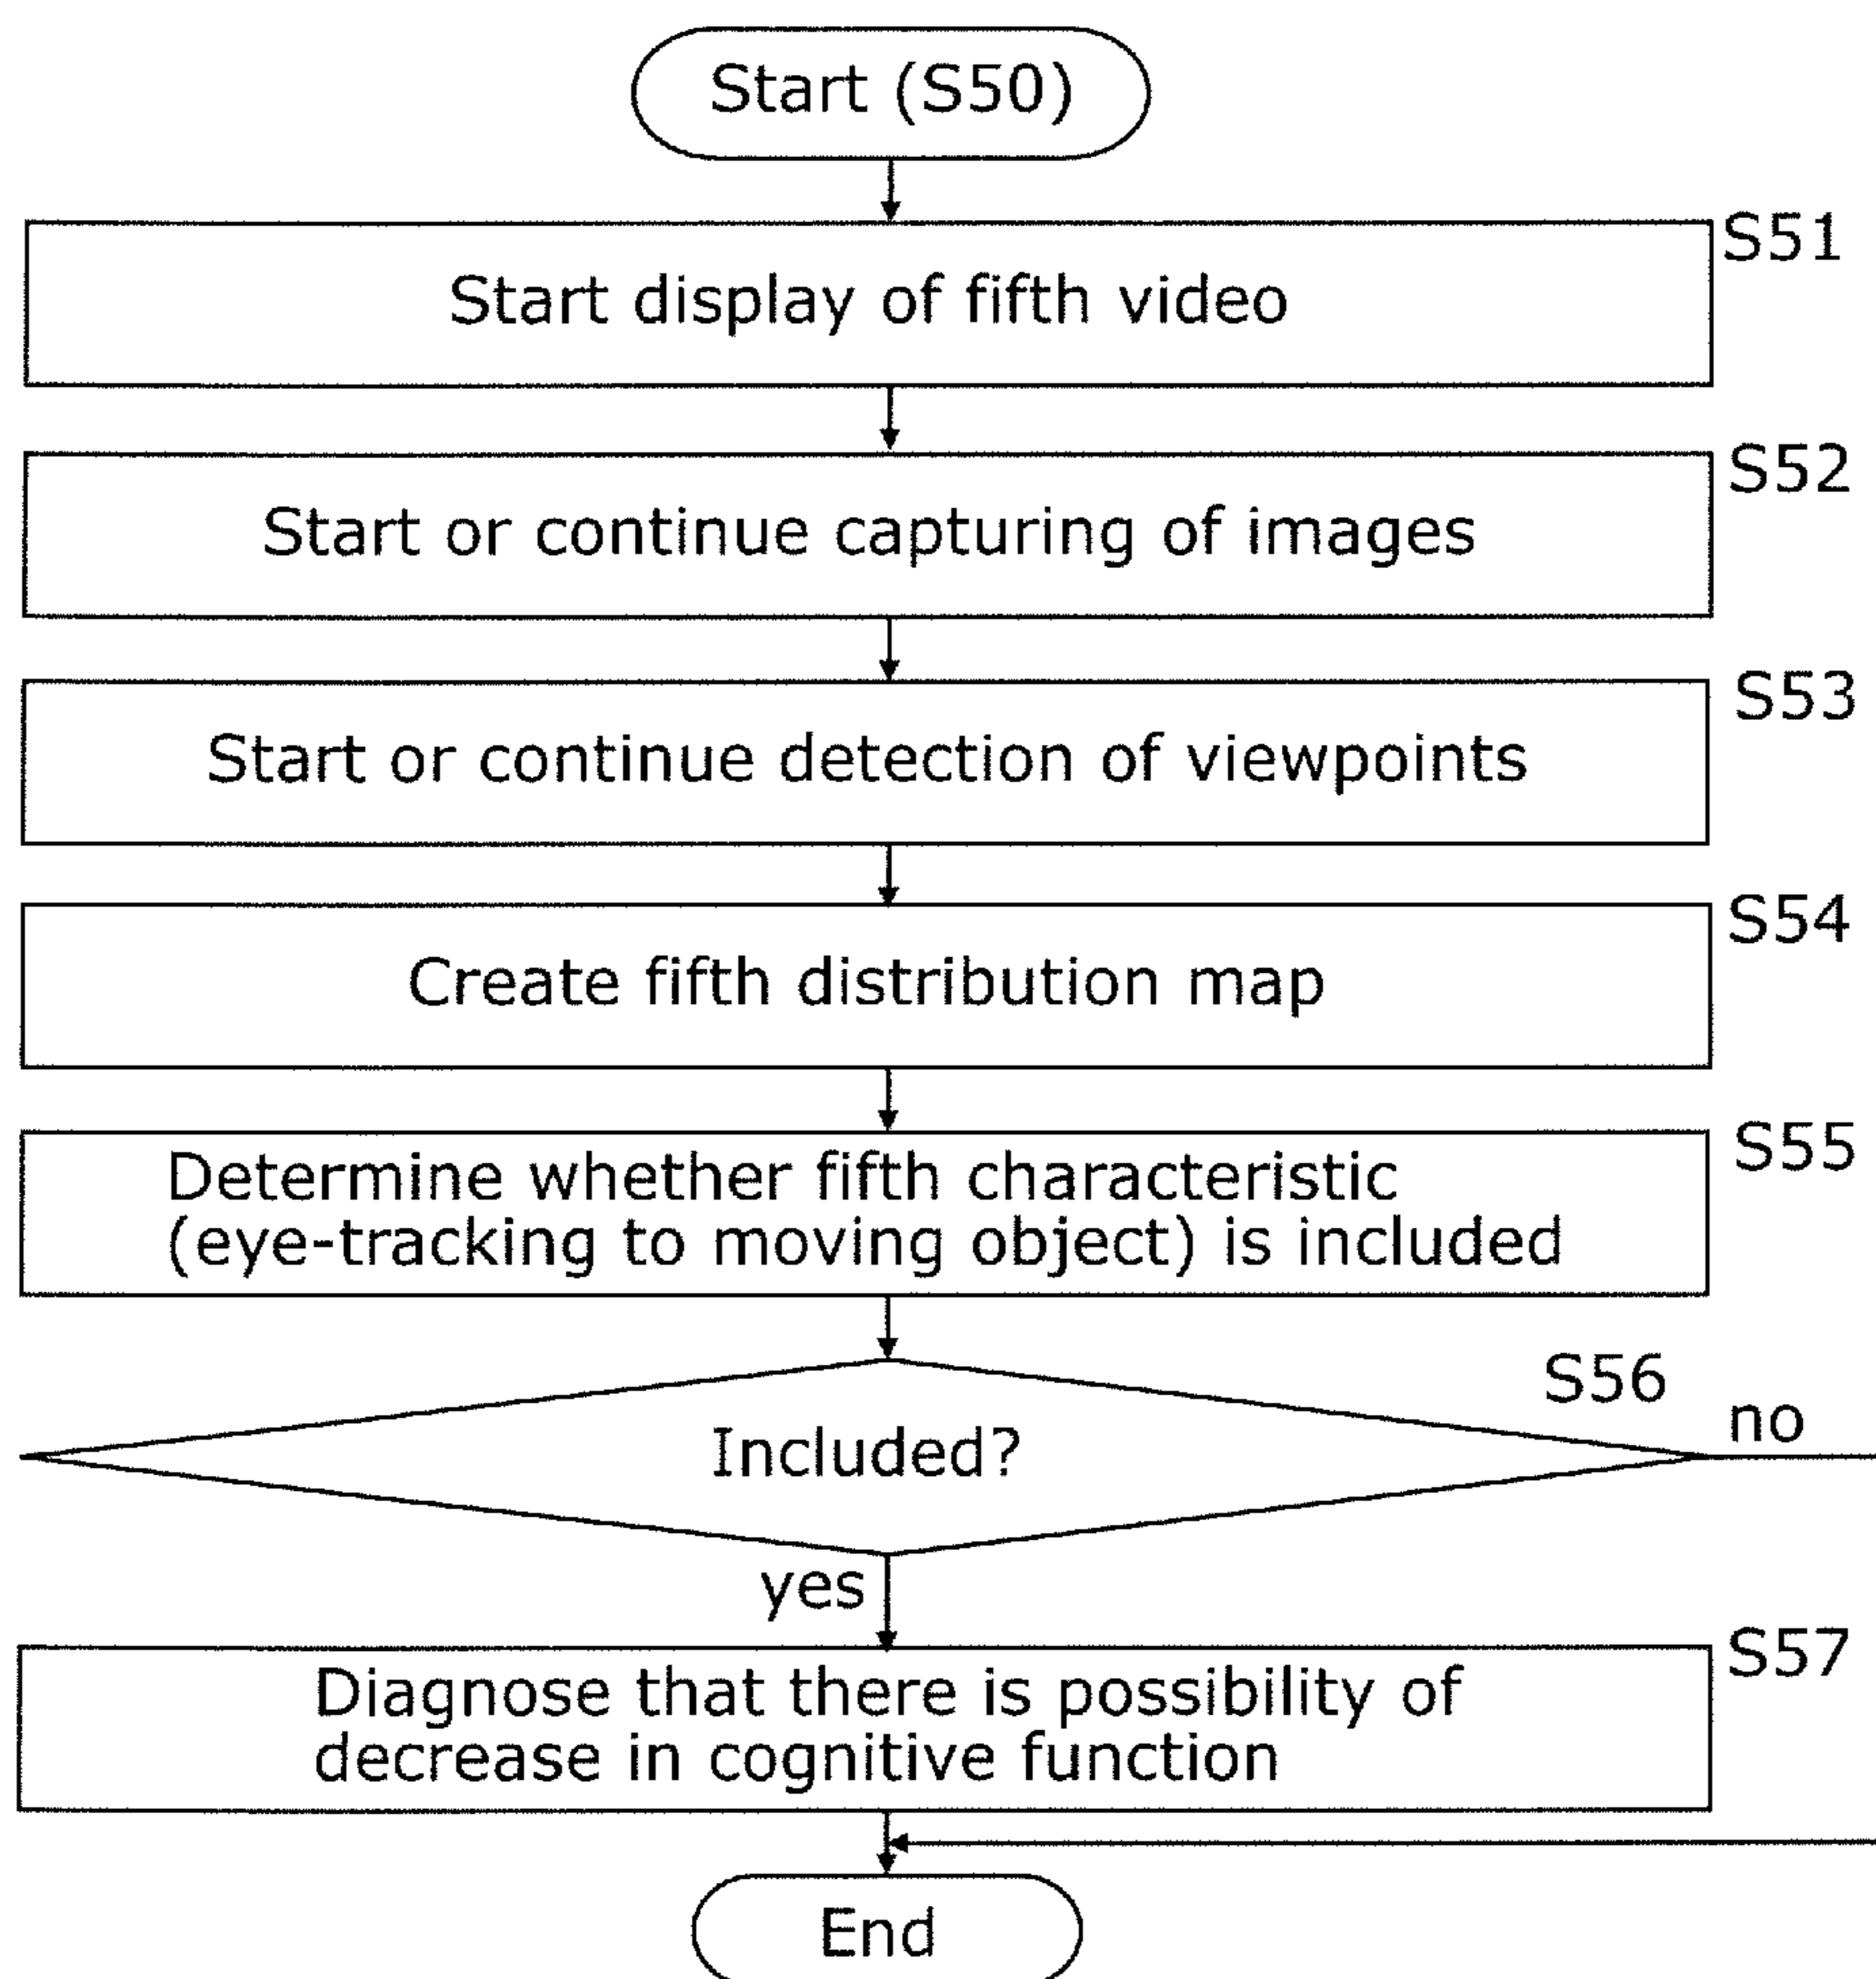 Start (S50)
S51
Start display of fifth video
S52
Start or continue capturing of images
S53
Start or continue detection of viewpoints
S54
Create fifth distribution map
S55
Determine whether fifth characteristic
(eye-tracking to moving object) is included
S56
no
Included?
yes
S57
Diagnose that there is possibility of
decrease in cognitive function
End